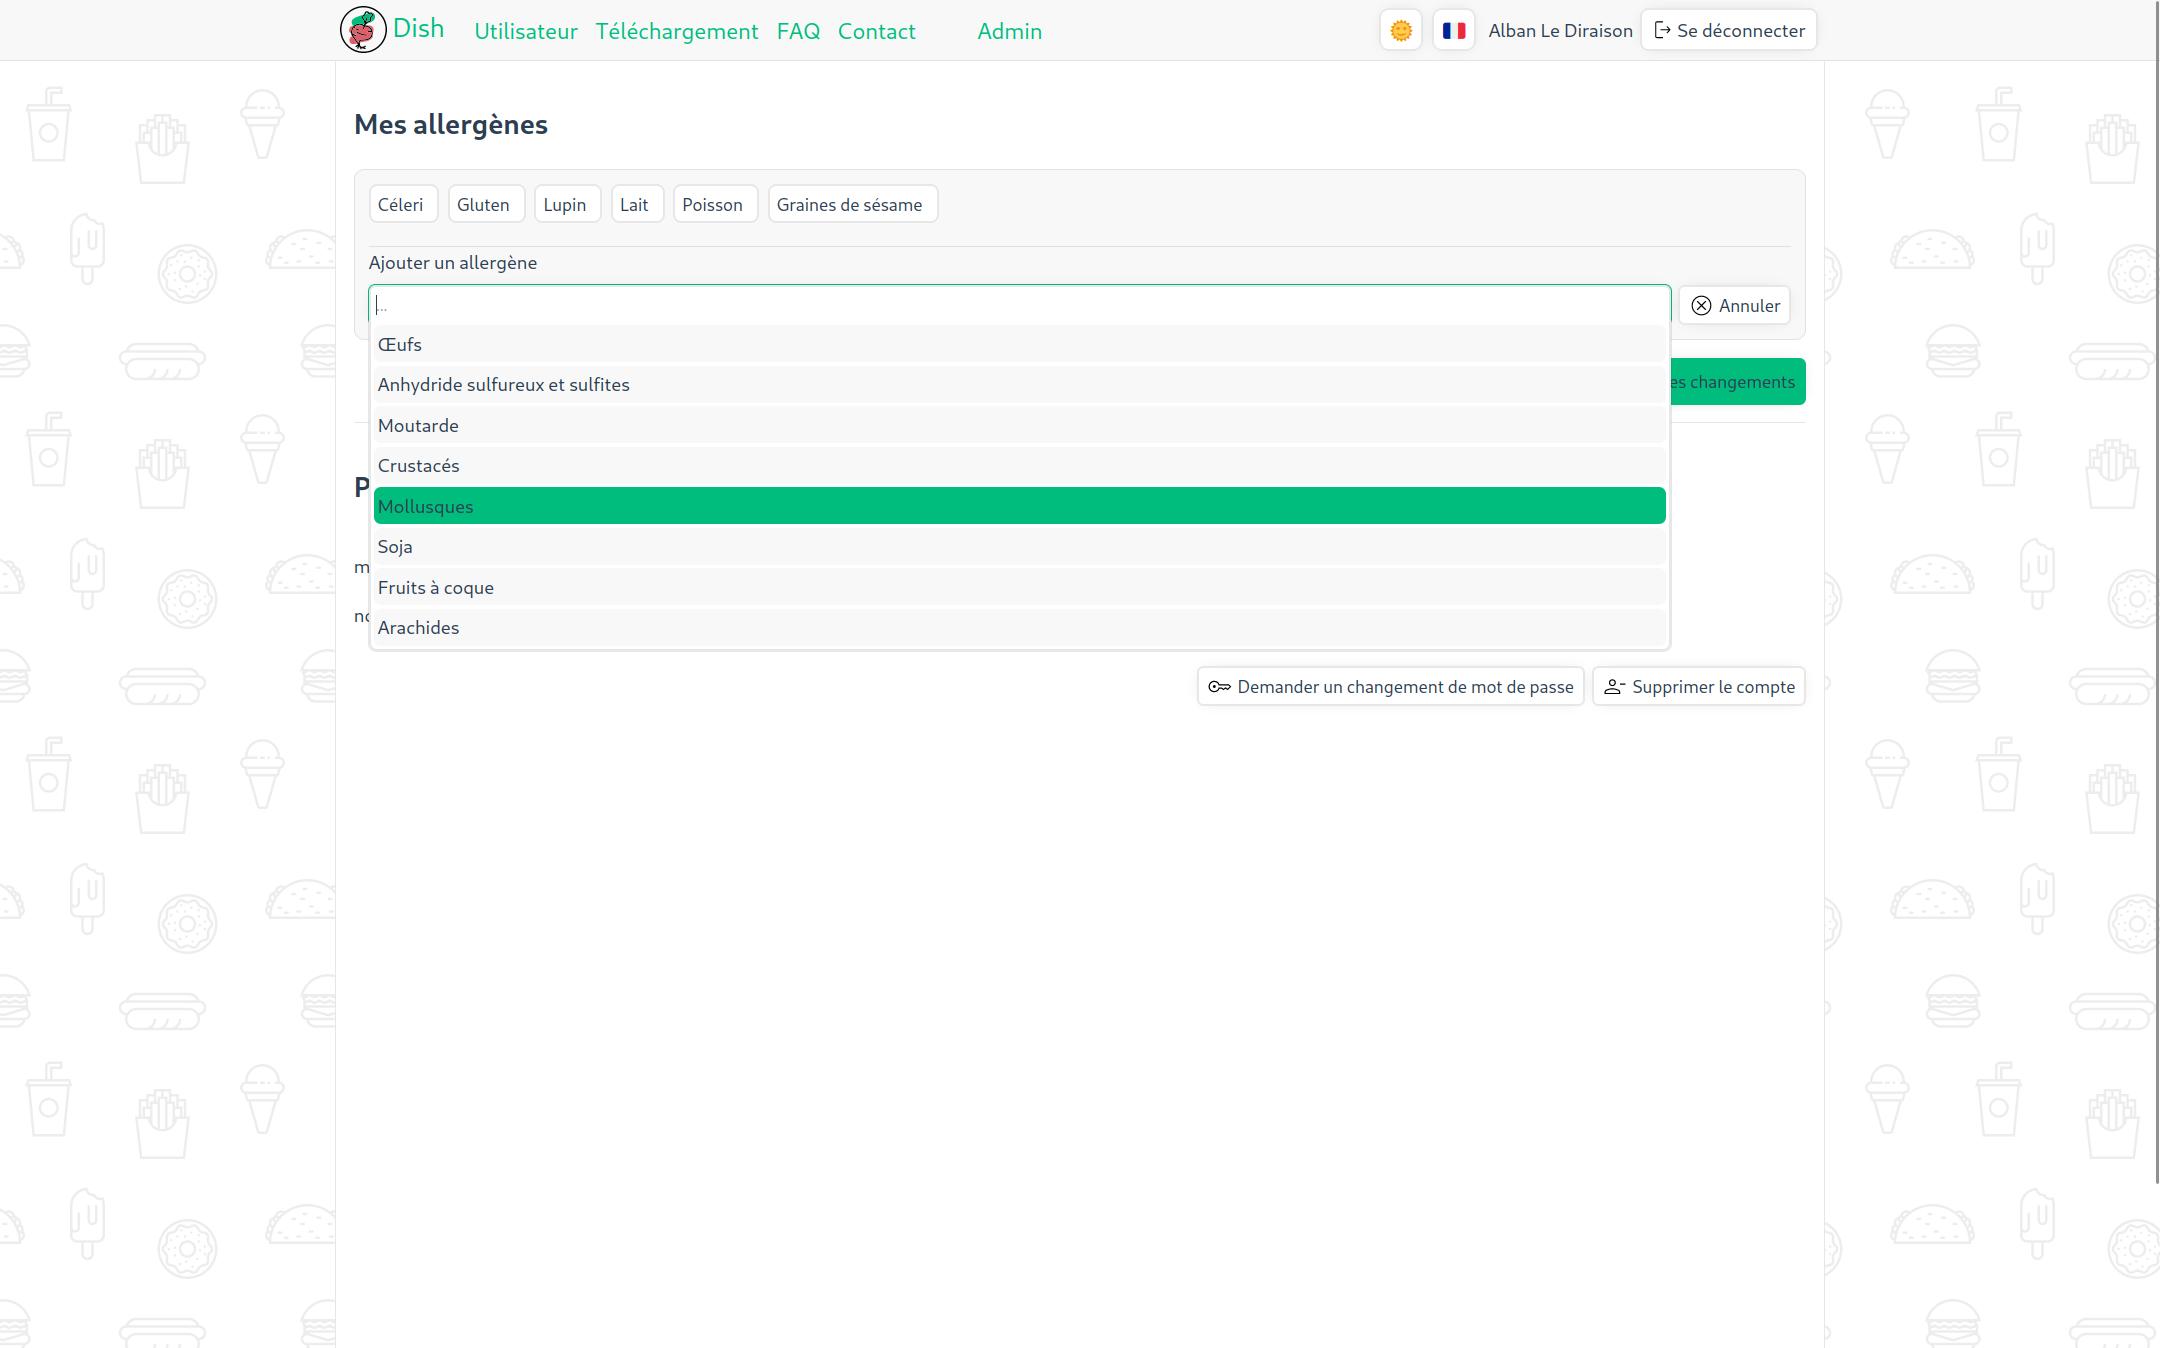 Dish Utilisateur Téléchargement FAQ Contact Admin Alban Le Diraison Se déconnecter
Mes allergènes
Céleri Gluten Lupin Lait Poisson Graines de sésame
Ajouter un allergène
... Annuler
Œufs
Anhydride sulfureux et sulfites
es changements
Moutarde
Crustacés
P
Mollusques
Soja
m
Fruits à coque
no
Arachides
Demander un changement de mot de passe Supprimer le compte